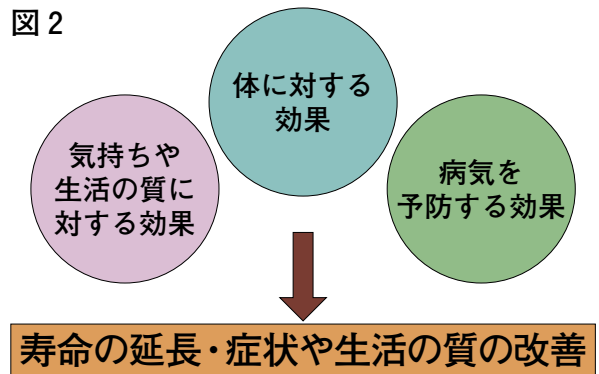 図2
体に対する
効果
気持ちや
生活の質に
対する効果
病気を
予防する効果
寿命の延長・症状や生活の質の改善